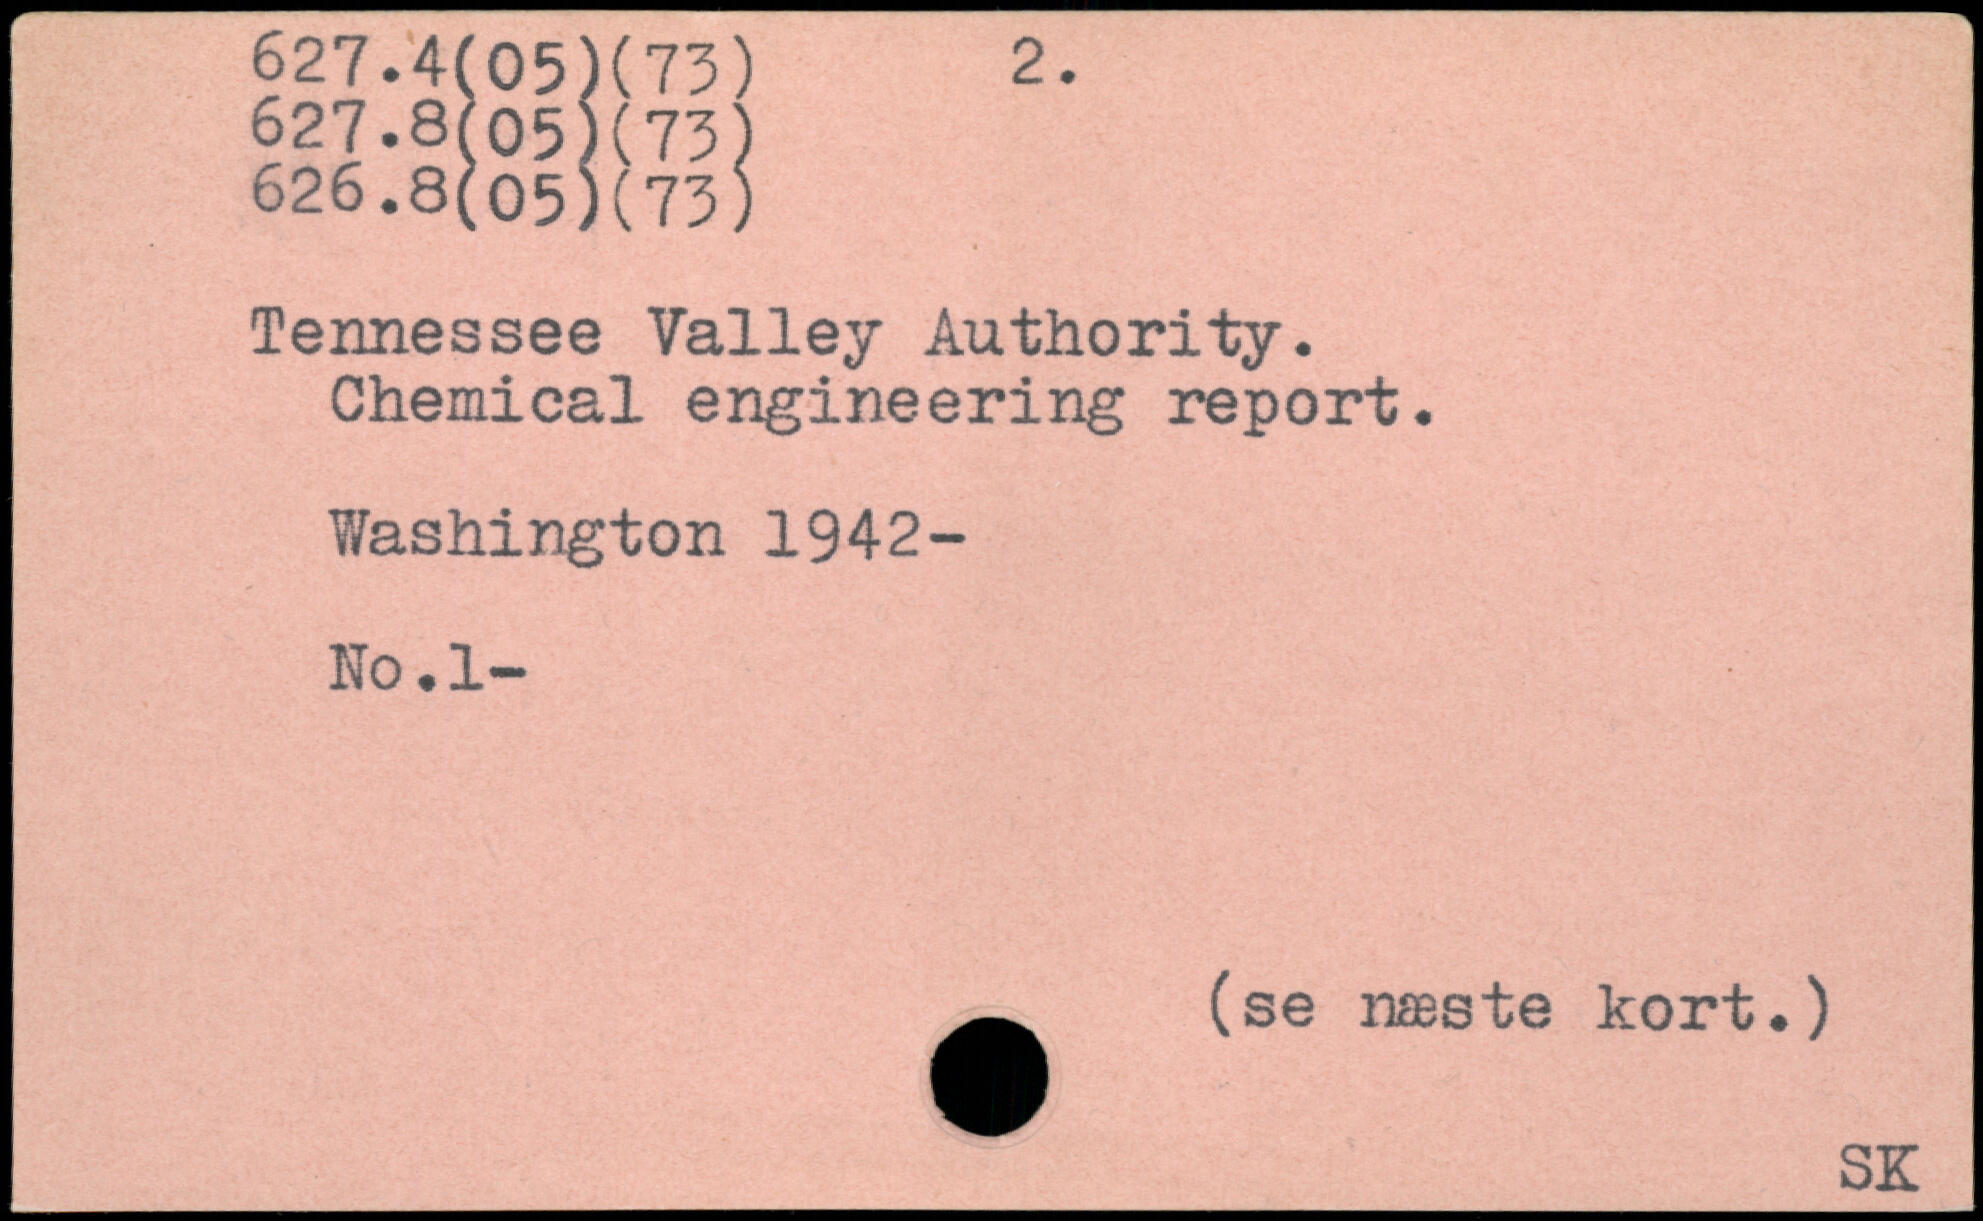 627.4(05)(73) 2.
627.8(05)(73)
626.8(05)(73)
Tennessee Valley Authority.
Chemical engineering report.
Washington 1942-
No.1-
(se næste kort.)
SK